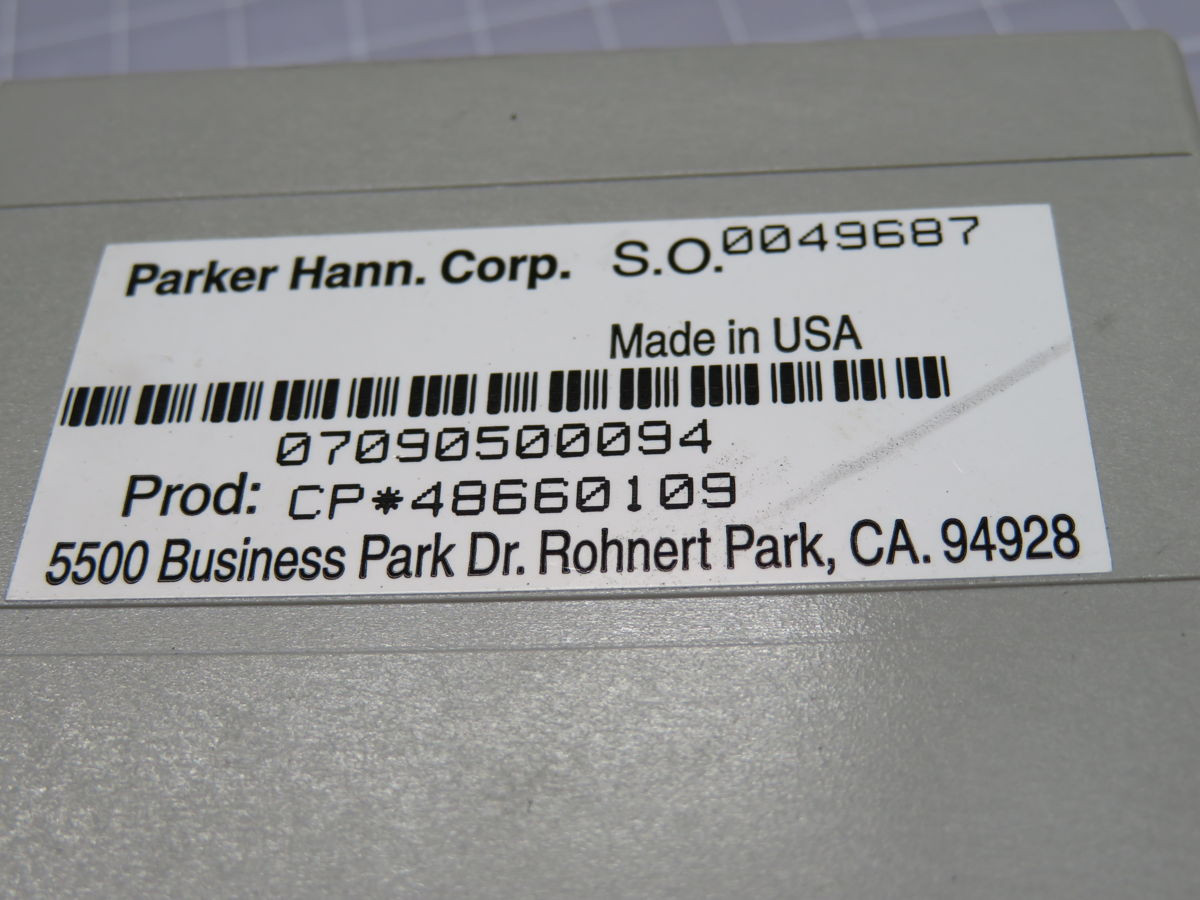 Parker Hann. Corp. S.O.0049687
Made in USA
07090500094
Prod: CP*48660109
5500 Business Park Dr. Rohnert Park, CA. 94928